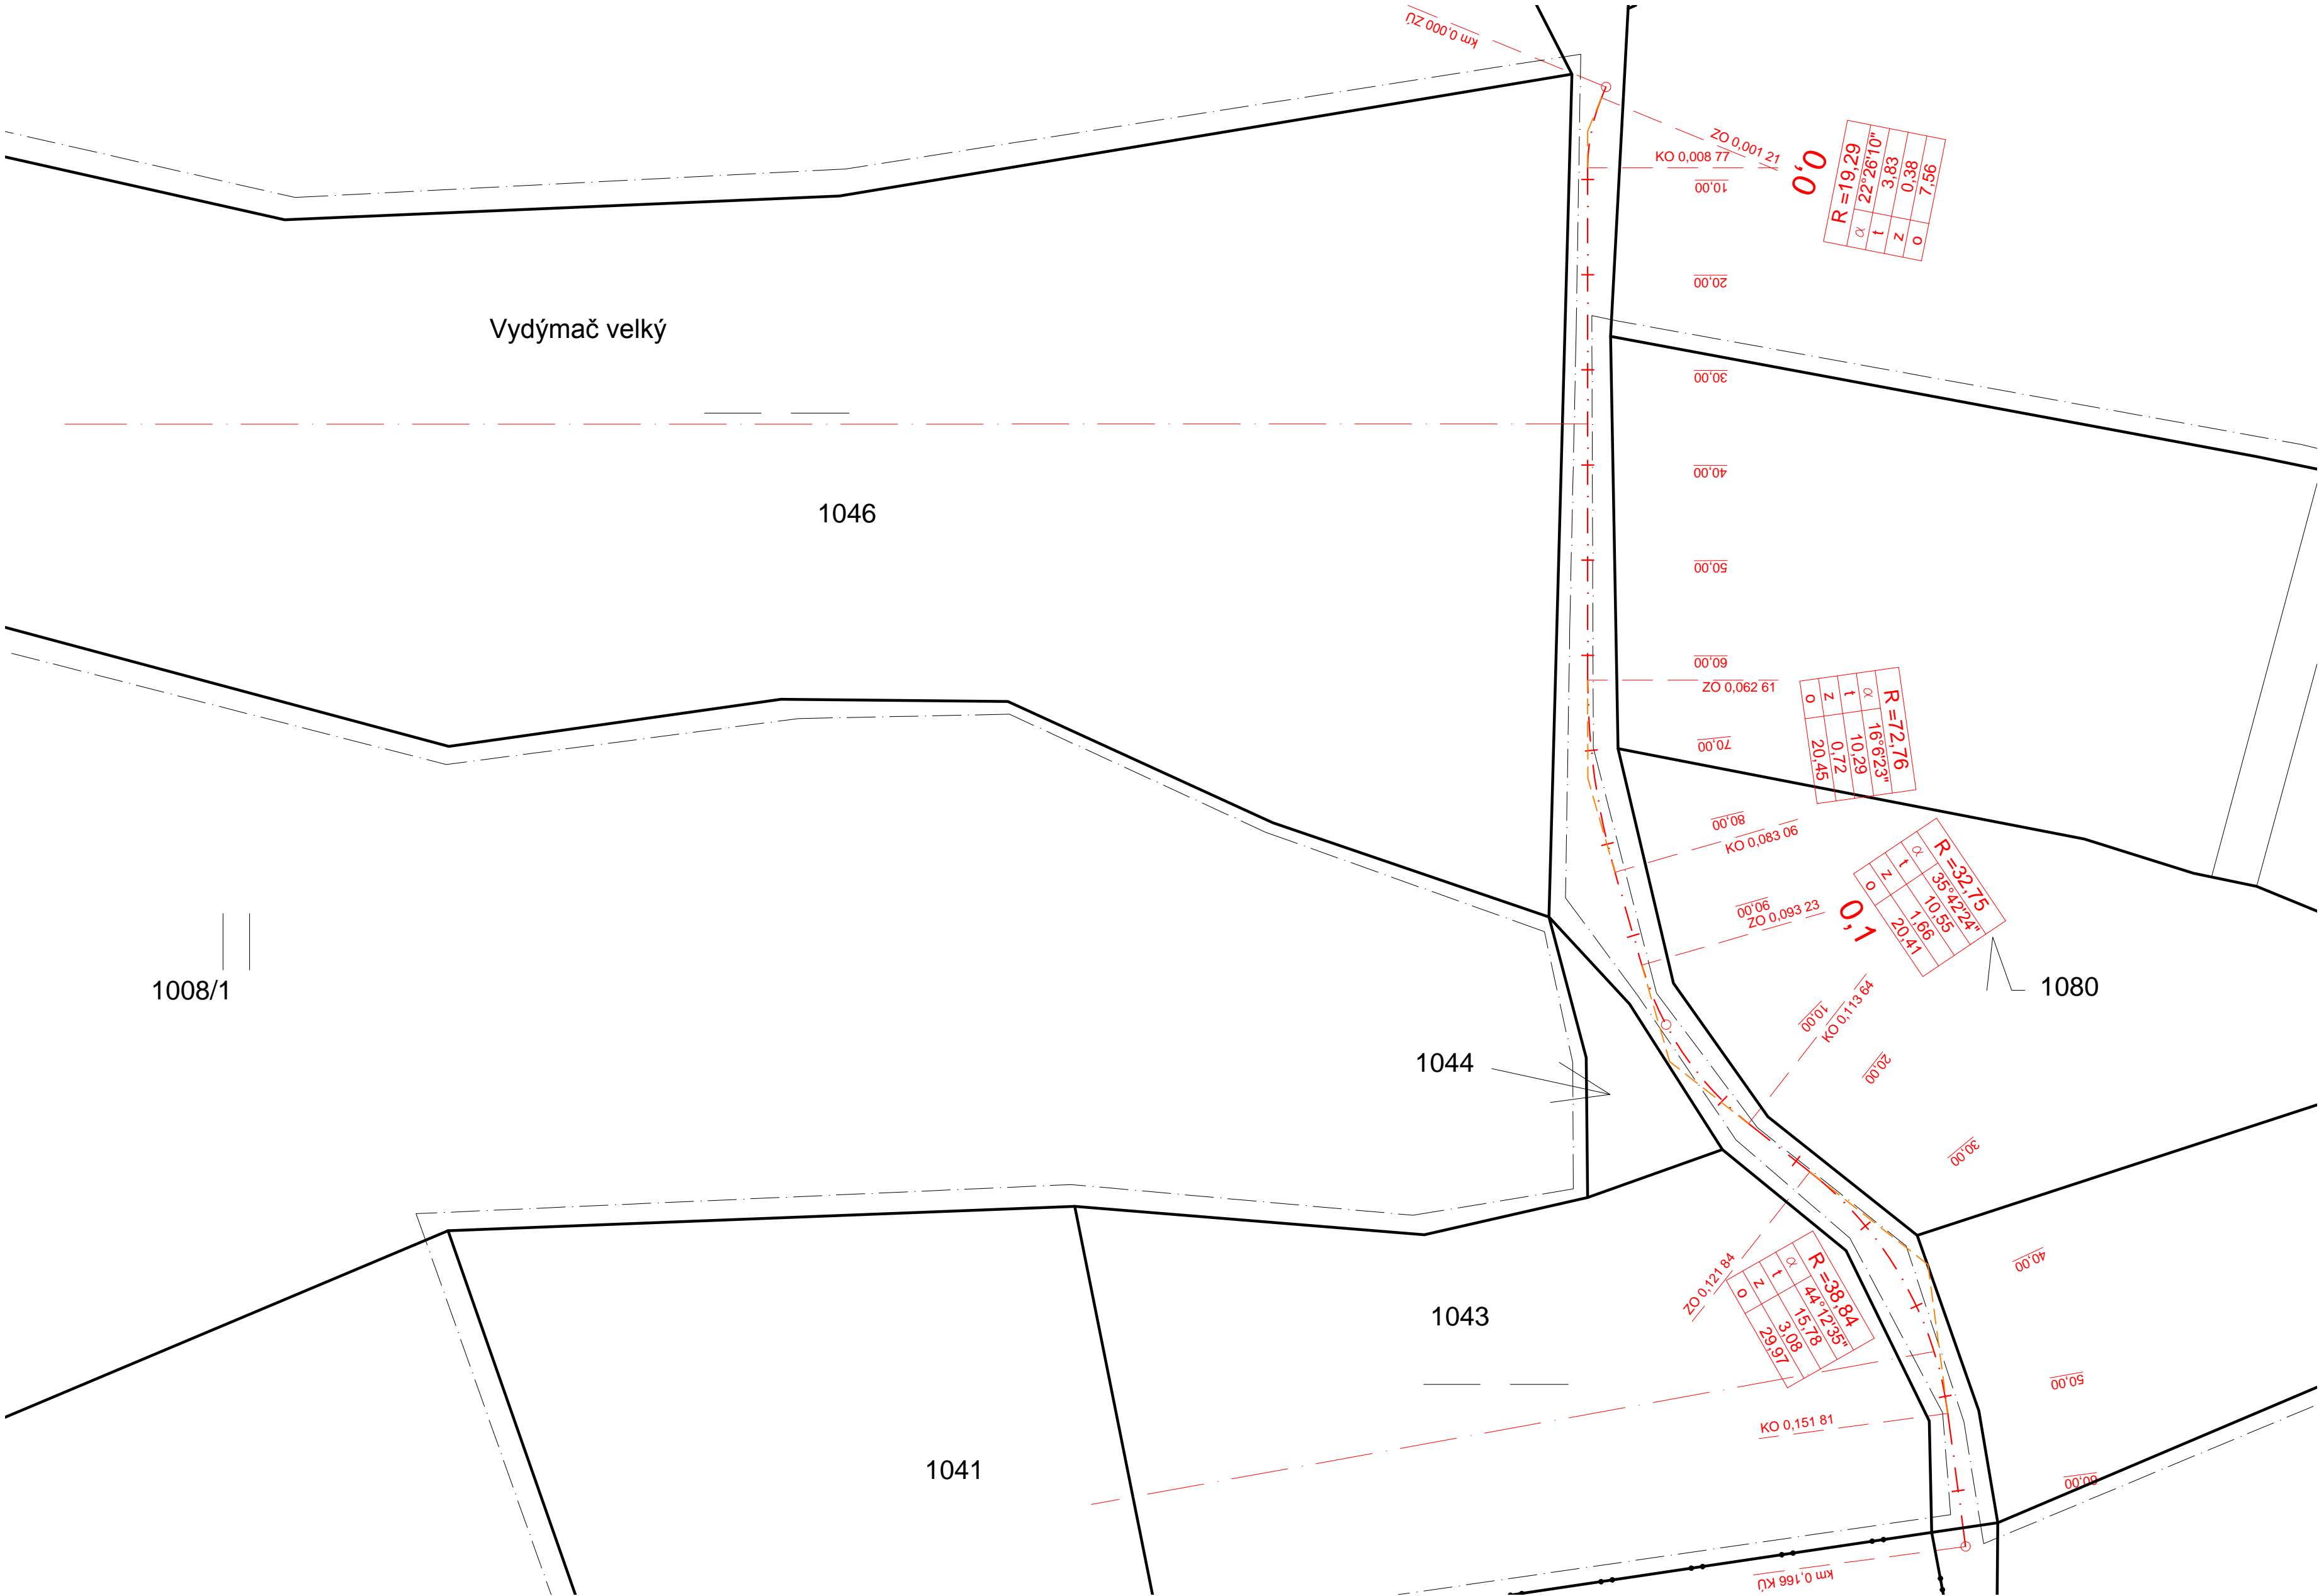 km 0,000 ZÚ
ZO 0,001 21
KO 0,008 77
0,0
R =19,29
α 22°26'10"
t 3,83
z 0,38
o 7,56
10,00
20,00
Vydýmač velký
30,00
40,00
1046
50,00
60,00
ZO 0,062 61
R =72,76
α 16°6'23"
t 10,29
z 0,72
o 20,45
70,00
80,00
KO 0,083 06
R =32,75
α 35°42'24"
t 10,55
z 1,66
o 20,41
90,00
ZO 0,093 23
0,1
1008/1
1080
10,00
KO 0,113 64
1044
20,00
30,00
ZO 0,121 84
R =38,84
α 44°12'35"
t 15,78
z 3,08
o 29,97
40,00
1043
50,00
KO 0,151 81
1041
60,00
km 0,166 KÚ